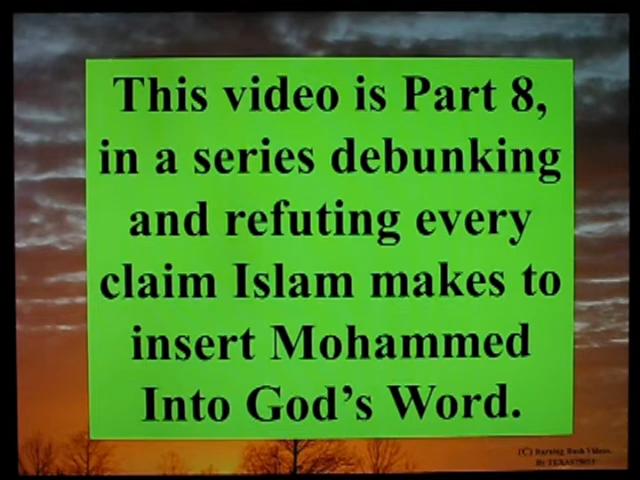 This video is Part 8,
in a series debunking
and refuting every
claim Islam makes to
insert Mohammed
Into God's Word.
(C) Burning Bush Videos.